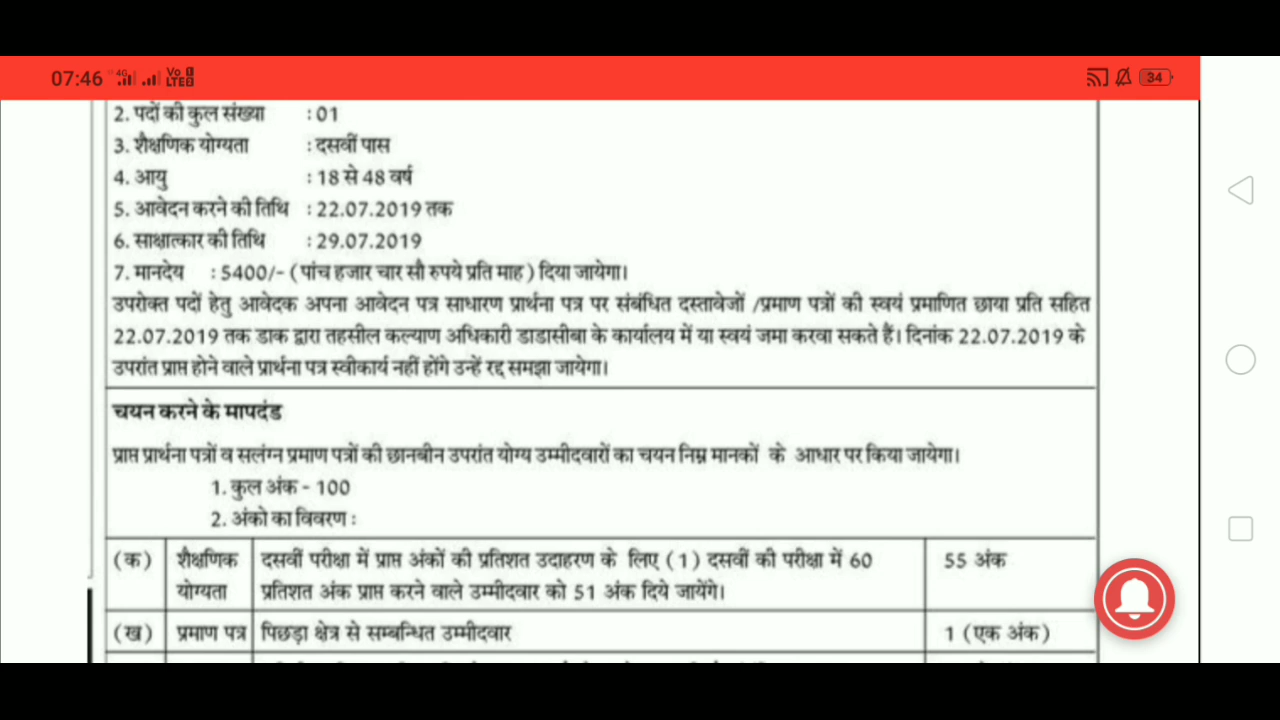 07:46 4G Vo LTE 34
2. पदों की कुल संख्या : 01
3. शैक्षणिक योग्यता : दसवीं पास
4. आयु : 18 से 48 वर्ष
5. आवेदन करने की तिथि : 22.07.2019 तक
6. साक्षात्कार की तिथि : 29.07.2019
7. मानदेय : 5400/- (पांच हजार चार सौ रुपये प्रति माह) दिया जायेगा।
उपरोक्त पदों हेतु आवेदक अपना आवेदन पत्र साधारण प्रार्थना पत्र पर संबंधित दस्तावेजों /प्रमाण पत्रों की स्वयं प्रमाणित छाया प्रति सहित
22.07.2019 तक डाक द्वारा तहसील कल्याण अधिकारी डाडासीबा के कार्यालय में या स्वयं जमा करवा सकते हैं। दिनांक 22.07.2019 के
उपरांत प्राप्त होने वाले प्रार्थना पत्र स्वीकार्य नहीं होंगे उन्हें रद्द समझा जायेगा।
चयन करने के मापदंड
प्राप्त प्रार्थना पत्रों व सलंग्न प्रमाण पत्रों की छानबीन उपरांत योग्य उम्मीदवारों का चयन निम्न मानकों के आधार पर किया जायेगा।
1. कुल अंक - 100
2. अंको का विवरण :
(क) शैक्षणिक दसवीं परीक्षा में प्राप्त अंकों की प्रतिशत उदाहरण के लिए (1) दसवीं की परीक्षा में 60 55 अंक
योग्यता प्रतिशत अंक प्राप्त करने वाले उम्मीदवार को 51 अंक दिये जायेंगे।
(ख) प्रमाण पत्र पिछड़ा क्षेत्र से सम्बन्धित उम्मीदवार 1 (एक अंक)